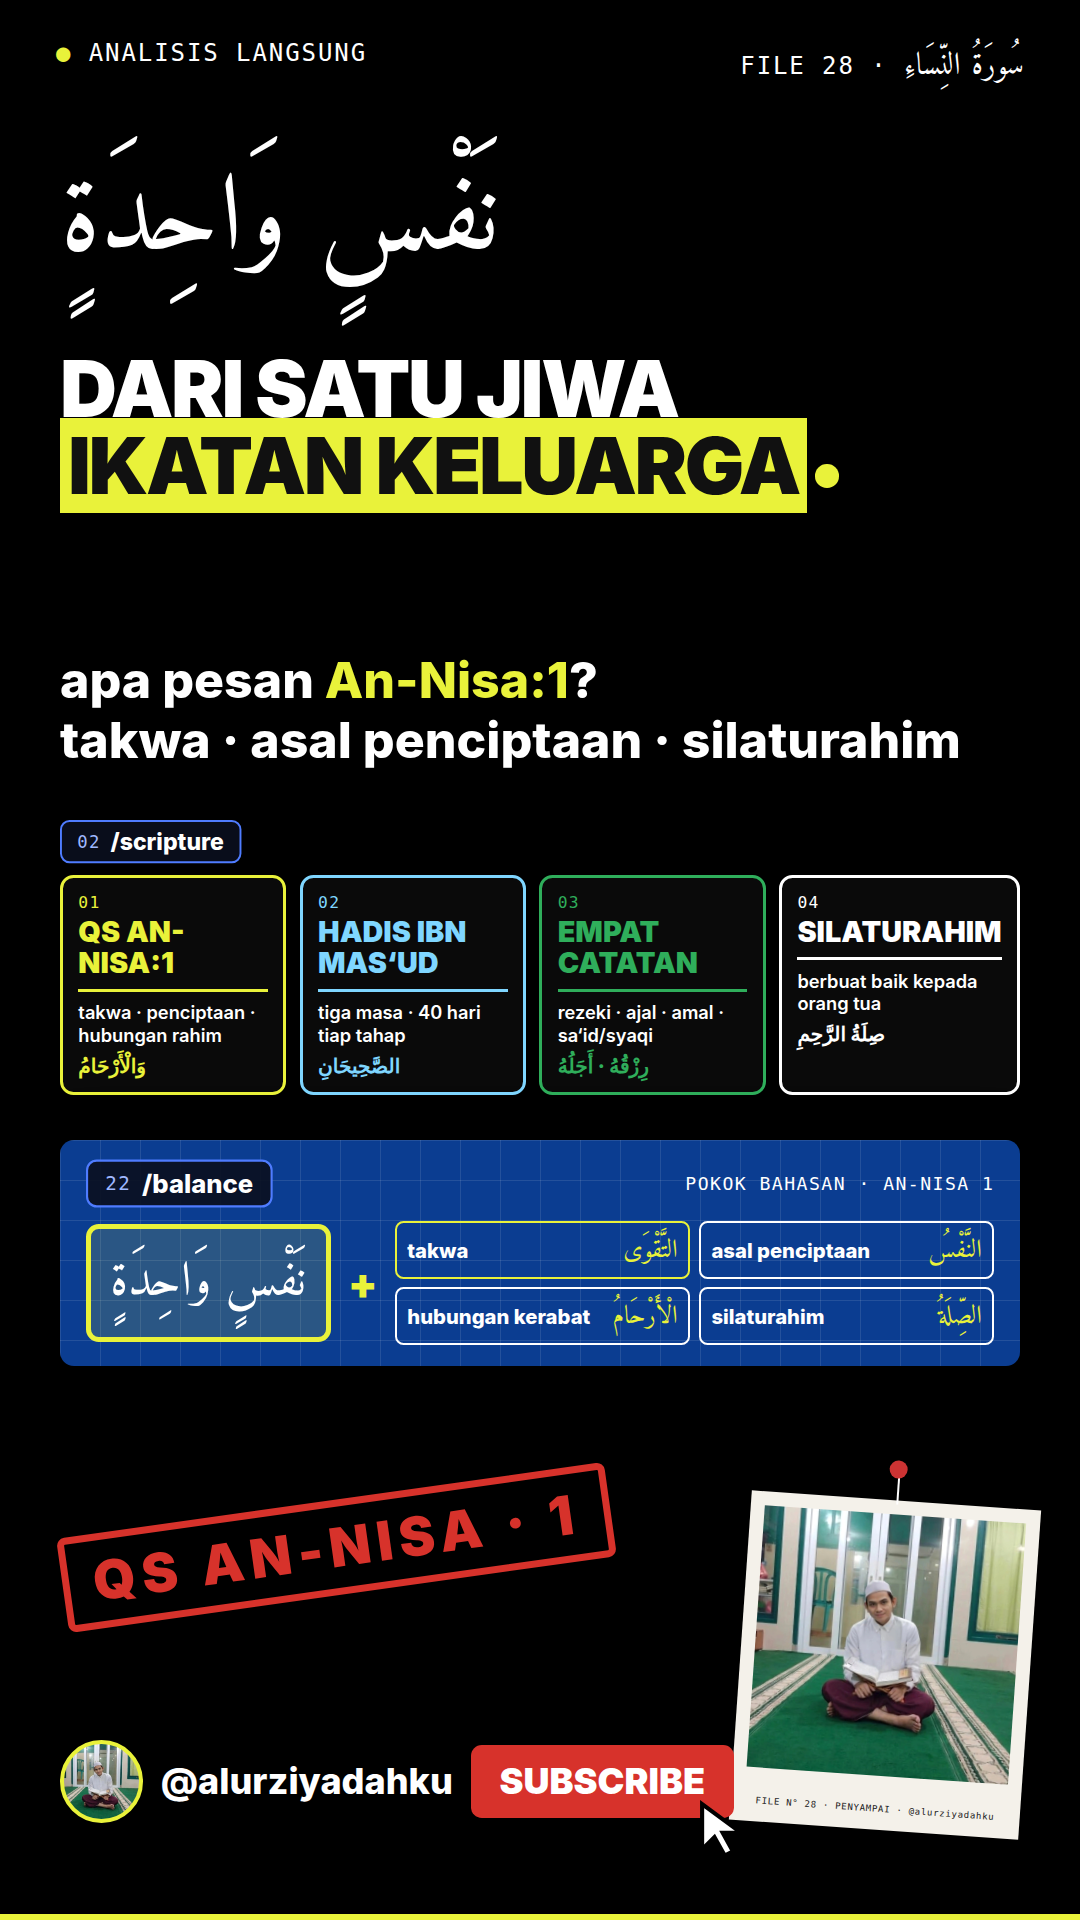 ● ANALISIS LANGSUNG
FILE 28 · سُورَةُ النِّسَاءِ
نَفْسٍ وَاحِدَةٍ
DARI SATU JIWA
IKATAN KELUARGA.
apa pesan An-Nisa:1?
takwa · asal penciptaan · silaturahim
02 /scripture
01
QS AN-
NISA:1
takwa · penciptaan ·
hubungan rahim
وَالْأَرْحَامُ
02
HADIS IBN
MAS‘UD
tiga masa · 40 hari
tiap tahap
الصَّحِيحَانِ
03
EMPAT
CATATAN
rezeki · ajal · amal ·
sa‘id/syaqi
رِزْقُهُ · أَجَلُهُ
04
SILATURAHIM
berbuat baik kepada
orang tua
صِلَةُ الرَّحِمِ
22 /balance
POKOK BAHASAN · AN-NISA 1
نَفْسٍ وَاحِدَةٍ
+
takwa التَّقْوَى
asal penciptaan النَّفْسُ
hubungan kerabat الْأَرْحَامُ
silaturahim الصِّلَةُ
QS AN-NISA · 1
@alurziyadahku
SUBSCRIBE
FILE N° 28 · PENYAMPAI · @alurziyadahku